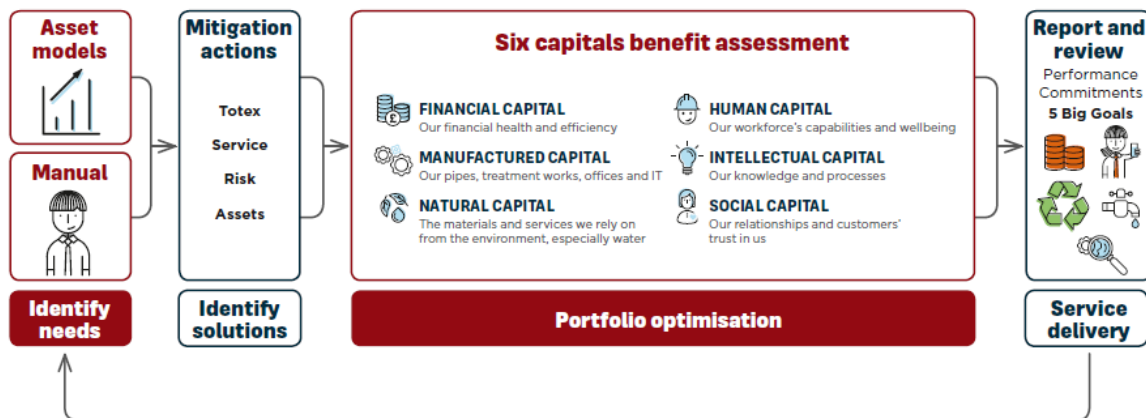 Asset
models
Manual
Identify
needs
Mitigation
actions
Totex
Service
Risk
Assets
Identify
solutions
Six capitals benefit assessment
£
FINANCIAL CAPITAL
Our financial health and efficiency
MANUFACTURED CAPITAL
Our pipes, treatment works, offices and IT
NATURAL CAPITAL
The materials and services we rely on
from the environment, especially water
HUMAN CAPITAL
Our workforce's capabilities and wellbeing
INTELLECTUAL CAPITAL
Our knowledge and processes
SOCIAL CAPITAL
Our relationships and customers'
trust in us
Portfolio optimisation
Report and
review
Performance
Commitments
5 Big Goals
Service
delivery